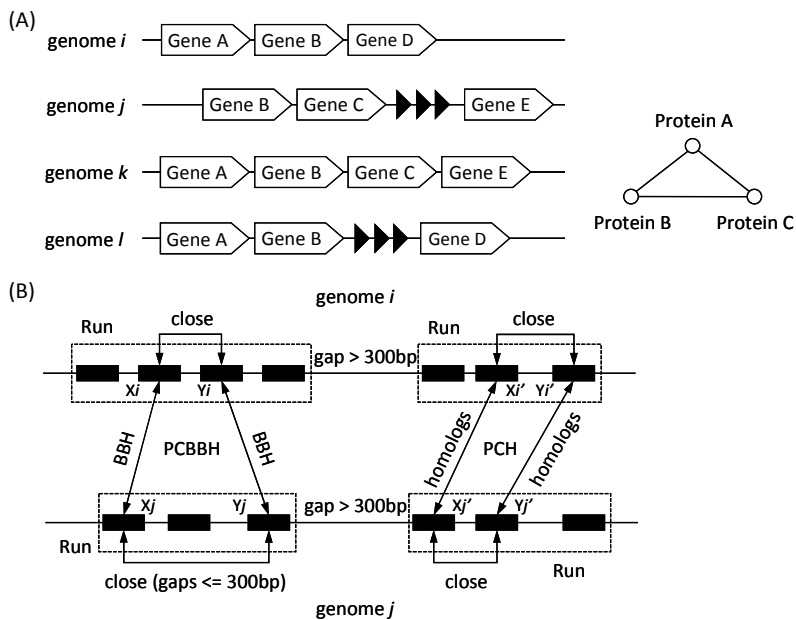 (A)
genome i
Gene A Gene B Gene D
genome j
Gene B Gene C Gene E
genome k
Gene A Gene B Gene C Gene E
genome l
Gene A Gene B Gene D
Protein A
Protein B Protein C
(B)
genome i
Run close Run close
gap > 300bp
Xi Yi Xi’ Yi’
BBH PCBBH BBH homologs PCH homologs
Xj Yj gap > 300bp Xj’ Yj’
Run
close (gaps <= 300bp) close Run
genome j